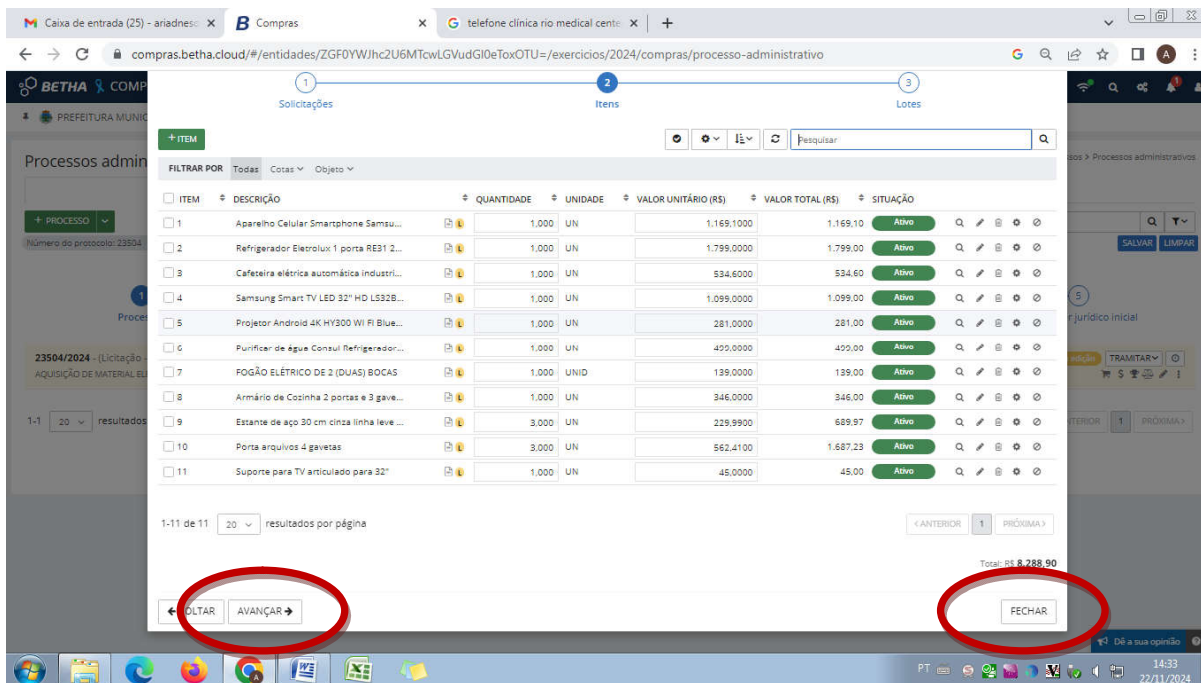 Caixa de entrada (25) - ariadneso
Compras
telefone clínica rio medical cente
compras.betha.cloud/#/entidades/ZGF0YWJhc2U6MTcwLGVudGl0eToxOTU=/exercicios/2024/compras/processo-administrativo
BETHA COMP
PREFEITURA MUNIC
1 2 3
Solicitações Itens Lotes
+ ITEM Pesquisar
Processos admin
Processos administrativos
FILTRAR POR Todas Cotas Objeto
ITEM DESCRIÇÃO QUANTIDADE UNIDADE VALOR UNITÁRIO (R$) VALOR TOTAL (R$) SITUAÇÃO
+ PROCESSO
Número do protocolo: 23504
SALVAR LIMPAR
1 Aparelho Celular Smartphone Samsu... L 1,000 UN 1.169,1000 1.169,10 Ativo
2 Refrigerador Eletrolux 1 porta RE31 2... L 1,000 UN 1.799,0000 1.799,00 Ativo
3 Cafeteira elétrica automática industri... L 1,000 UN 534,6000 534,60 Ativo
4 Samsung Smart TV LED 32" HD LS32B... L 1,000 UN 1.099,0000 1.099,00 Ativo
5 Projetor Android 4K HY300 Wi Fi Blue... L 1,000 UN 281,0000 281,00 Ativo
6 Purificar de água Consul Refrigerador... L 1,000 UN 499,0000 499,00 Ativo
7 FOGÃO ELÉTRICO DE 2 (DUAS) BOCAS L 1,000 UNID 139,0000 139,00 Ativo
8 Armário de Cozinha 2 portas e 3 gave... L 1,000 UN 346,0000 346,00 Ativo
9 Estante de aço 30 cm cinza linha leve ... L 3,000 UN 229,9900 689,97 Ativo
10 Porta arquivos 4 gavetas L 3,000 UN 562,4100 1.687,23 Ativo
11 Suporte para TV articulado para 32" L 1,000 UN 45,0000 45,00 Ativo
1
Proces
5
r jurídico inicial
23504/2024 - (Licitação -
AQUISIÇÃO DE MATERIAL EL
edição TRAMITAR
1-1 20 resultados
TERIOR 1 PRÓXIMA >
1-11 de 11 20 resultados por página < ANTERIOR 1 PRÓXIMA >
Total: R$ 8.288,90
OLTAR AVANÇAR FECHAR
Dê a sua opinião
PT 14:33
22/11/2024